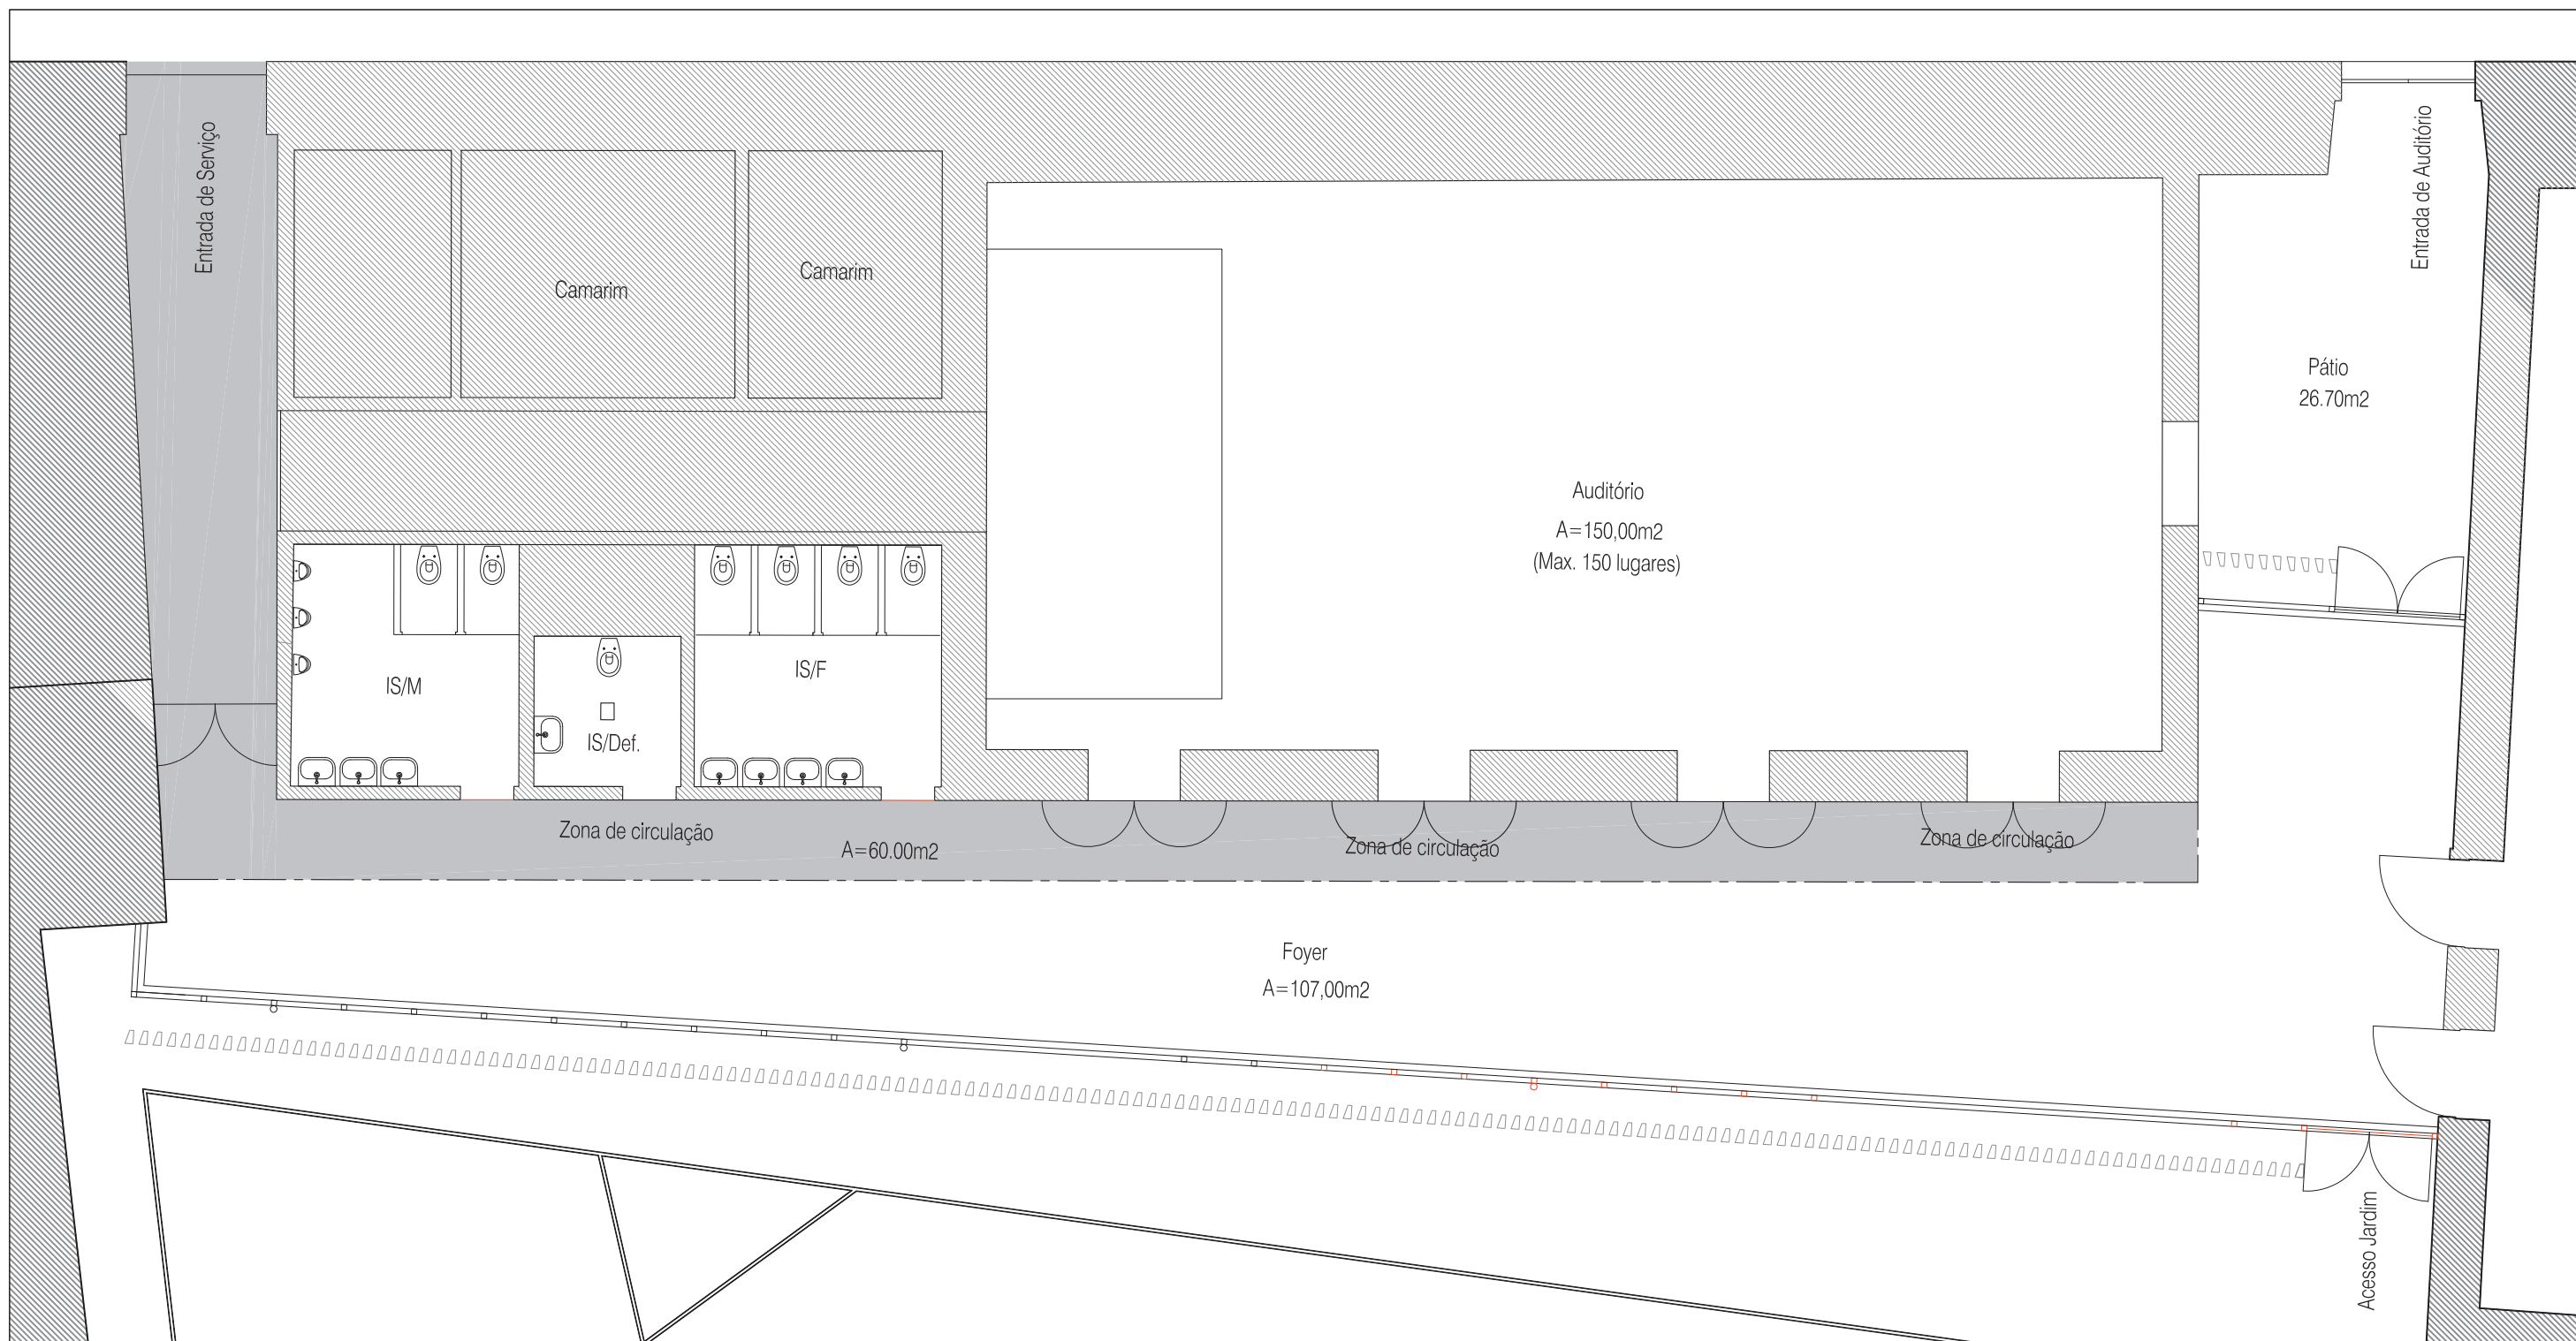 Entrada de Serviço
Camarim
Camarim
Entrada de Auditório
Pátio
26.70m2
Auditório
A=150,00m2
(Max. 150 lugares)
IS/M
IS/Def.
IS/F
Zona de circulação
A=60.00m2
Zona de circulação
Zona de circulação
Foyer
A=107,00m2
Acesso Jardim